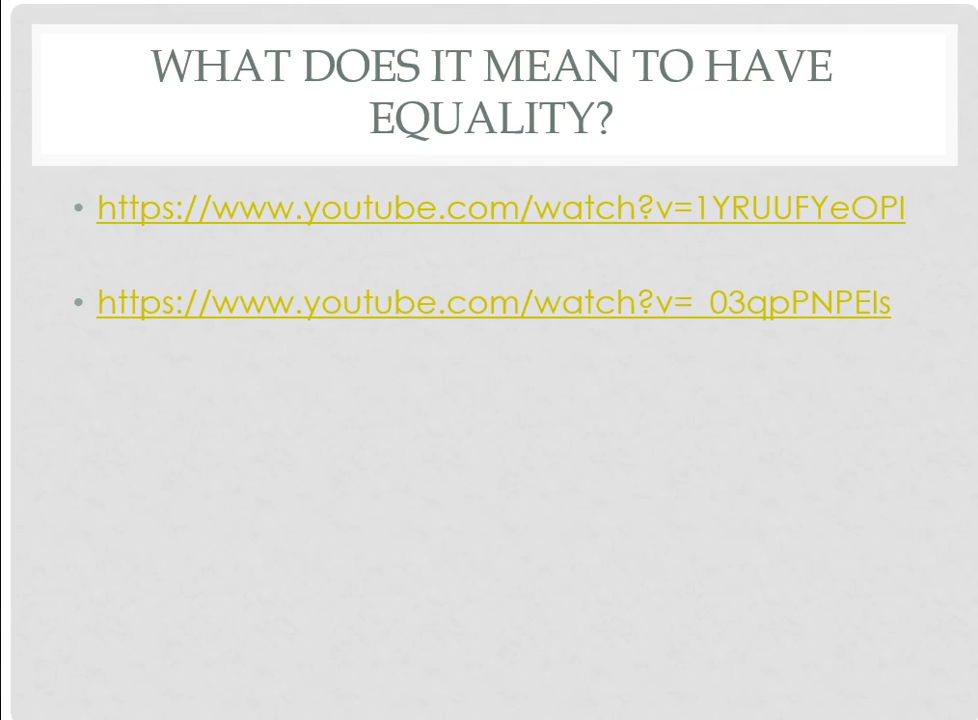 WHAT DOES IT MEAN TO HAVE
EQUALITY?
• https://www.youtube.com/watch?v=1YRUUFYeOPI
• https://www.youtube.com/watch?v=_03qpPNPEIs